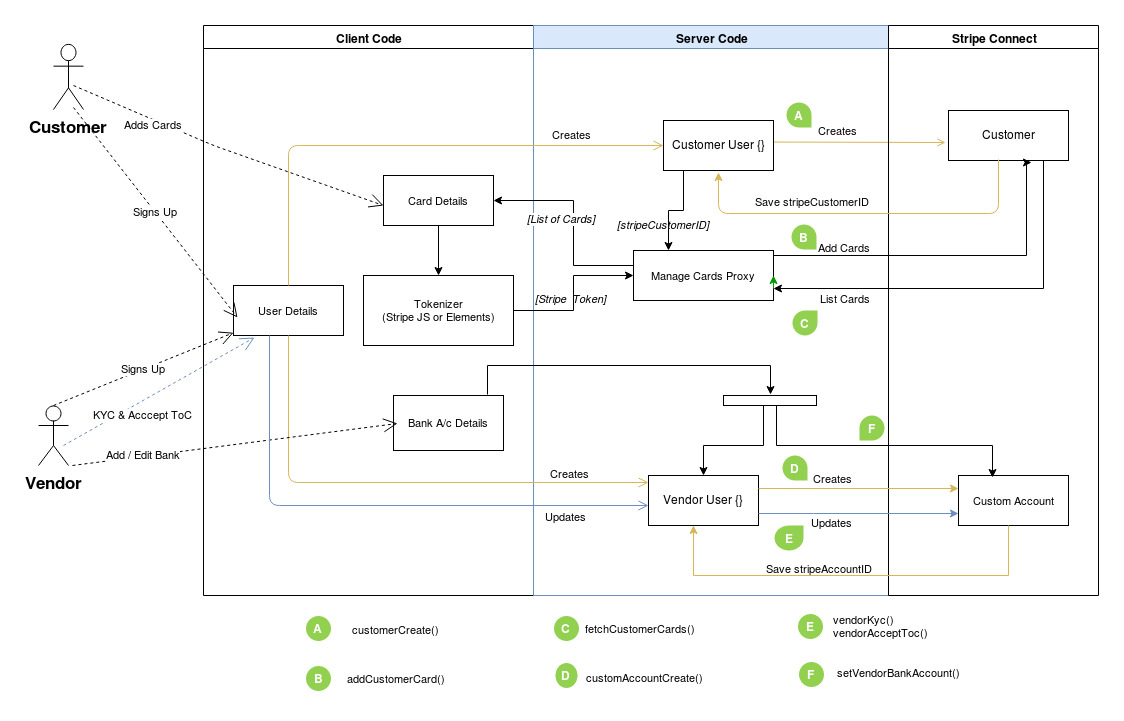 Client Code
Server Code
Stripe Connect
Customer
Adds Cards
Signs Up
Creates
Customer User {}
A
Creates
Customer
Card Details
[List of Cards]
[stripeCustomerID]
Save stripeCustomerID
B
Add Cards
Manage Cards Proxy
List Cards
C
Tokenizer
(Stripe JS or Elements)
[Stripe Token]
User Details
Signs Up
KYC & Acccept ToC
Add / Edit Bank
Vendor
Bank A/c Details
F
Creates
Updates
Vendor User {}
D
Creates
Updates
E
Custom Account
Save stripeAccountID
A
customerCreate()
C
fetchCustomerCards()
E
vendorKyc()
vendorAcceptToc()
B
addCustomerCard()
D
customAccountCreate()
F
setVendorBankAccount()